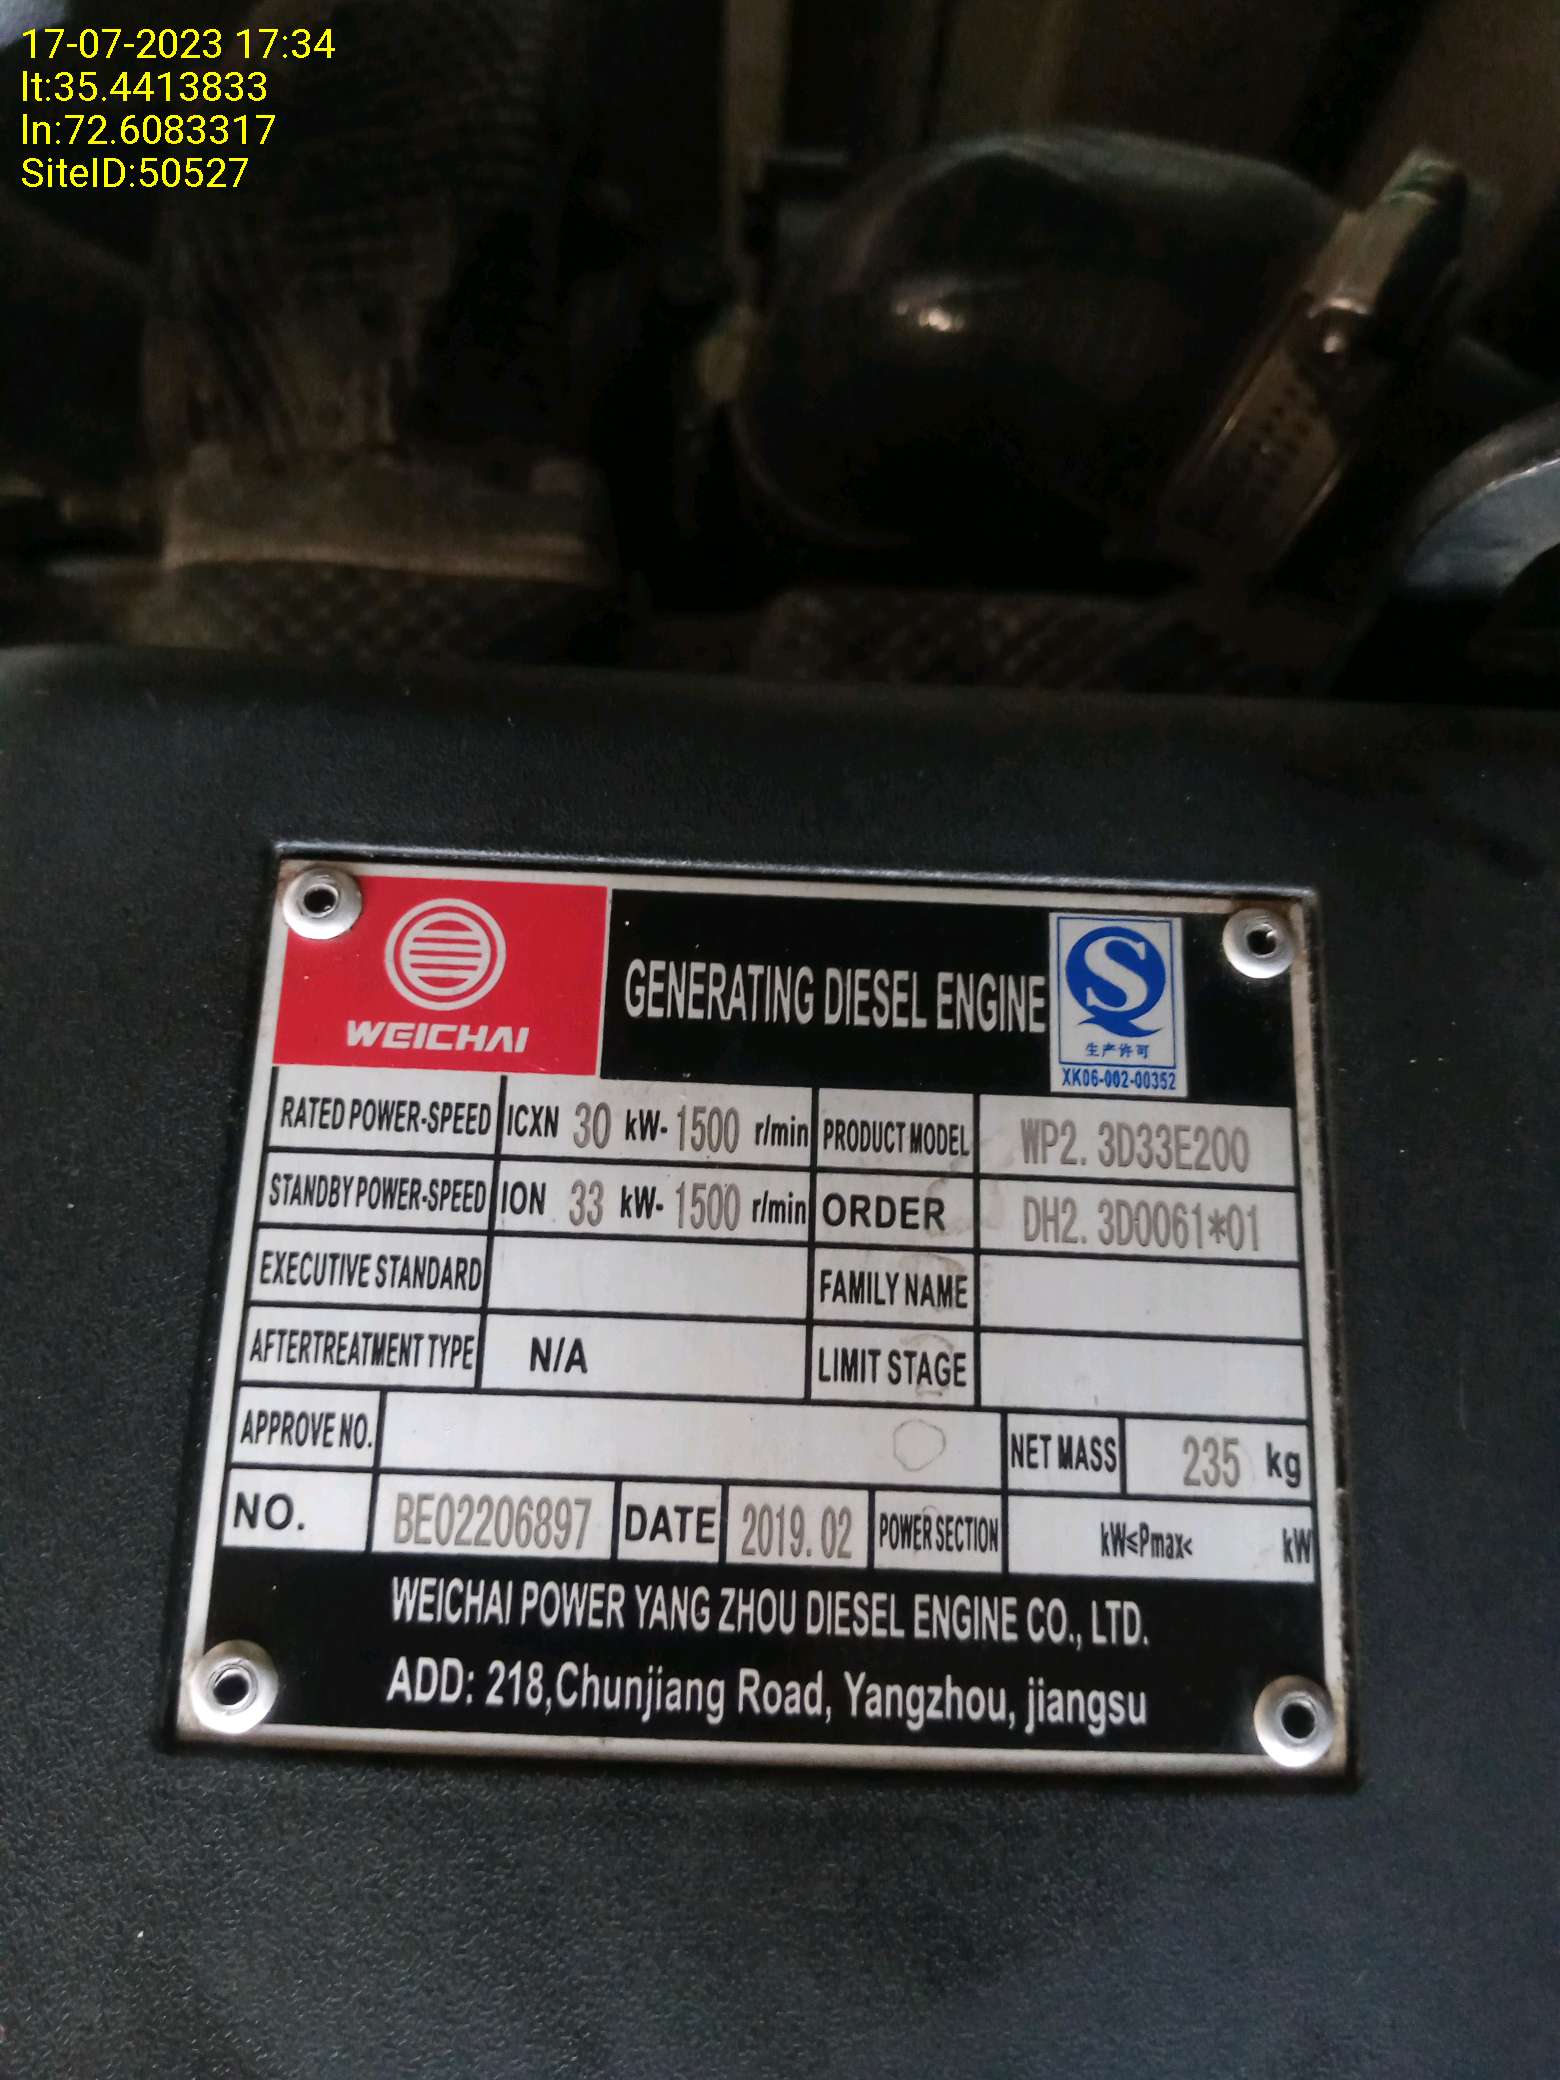 17-07-2023 17:34
lt:35.4413833
ln:72.6083317
SiteID:50527
WEICHAI
GENERATING DIESEL ENGINE
S
生产许可
XK06-002-00352
RATED POWER-SPEED ICXN 30 kW- 1500 r/min PRODUCT MODEL WP2.3D33E200
STANDBY POWER-SPEED ION 33 kW- 1500 r/min ORDER DH2.3D0061*01
EXECUTIVE STANDARD FAMILY NAME
AFTERTREATMENT TYPE N/A LIMIT STAGE
APPROVE NO. NET MASS 235 kg
NO. BE02206897 DATE 2019.02 POWER SECTION kW≤Pmax< kW
WEICHAI POWER YANG ZHOU DIESEL ENGINE CO., LTD.
ADD: 218,Chunjiang Road, Yangzhou, jiangsu